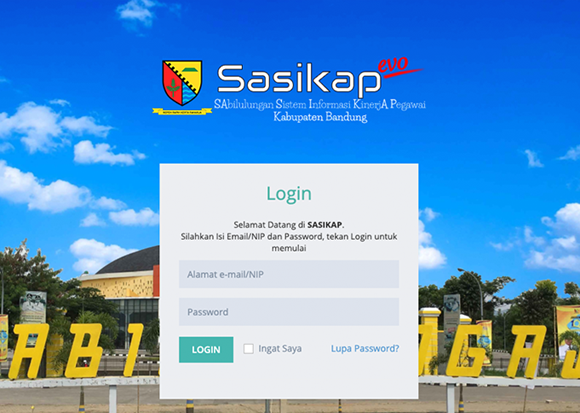 Sasikap evo
SAbilulungan Sistem Informasi KinerjA Pegawai
Kabupaten Bandung
Login
Selamat Datang di SASIKAP.
Silahkan Isi Email/NIP dan Password, tekan Login untuk
memulai
Alamat e-mail/NIP
Password
LOGIN Ingat Saya Lupa Password?